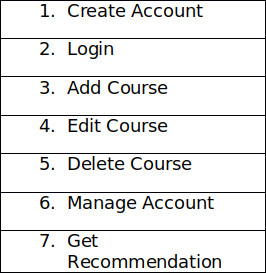 1. Create Account
2. Login
3. Add Course
4. Edit Course
5. Delete Course
6. Manage Account
7. Get
Recommendation